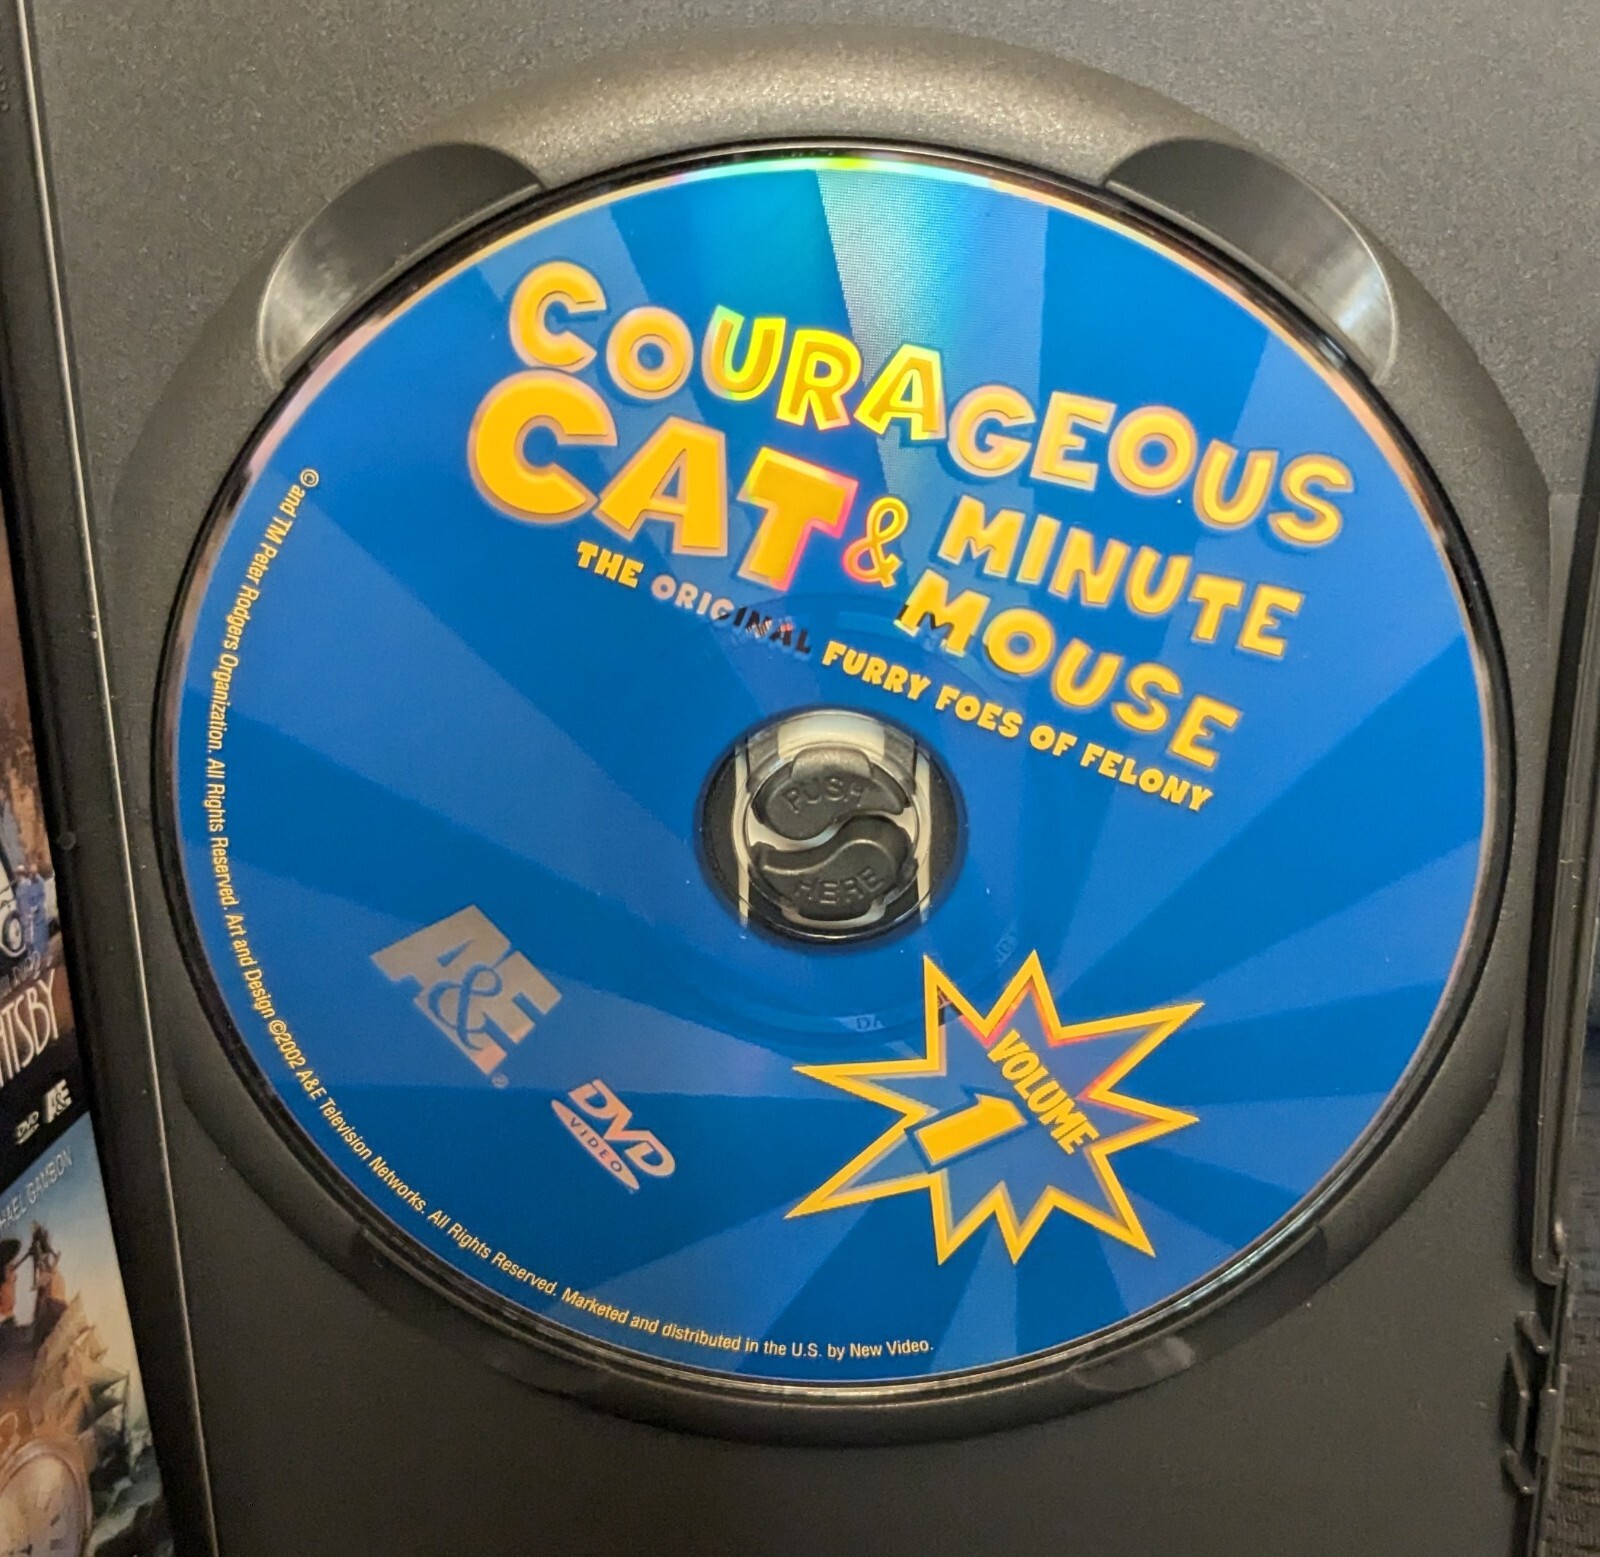 COURAGEOUS
CAT & MINUTE
MOUSE
THE ORIGINAL FURRY FOES OF FELONY
PUSH
HERE
A&E®
DVD
VIDEO
VOLUME
1
© and TM Peter Rodgers Organization. All Rights Reserved. Art and Design ©2002 A&E Television Networks. All Rights Reserved. Marketed and distributed in the U.S. by New Video.
DVD
A&E
GAMBON